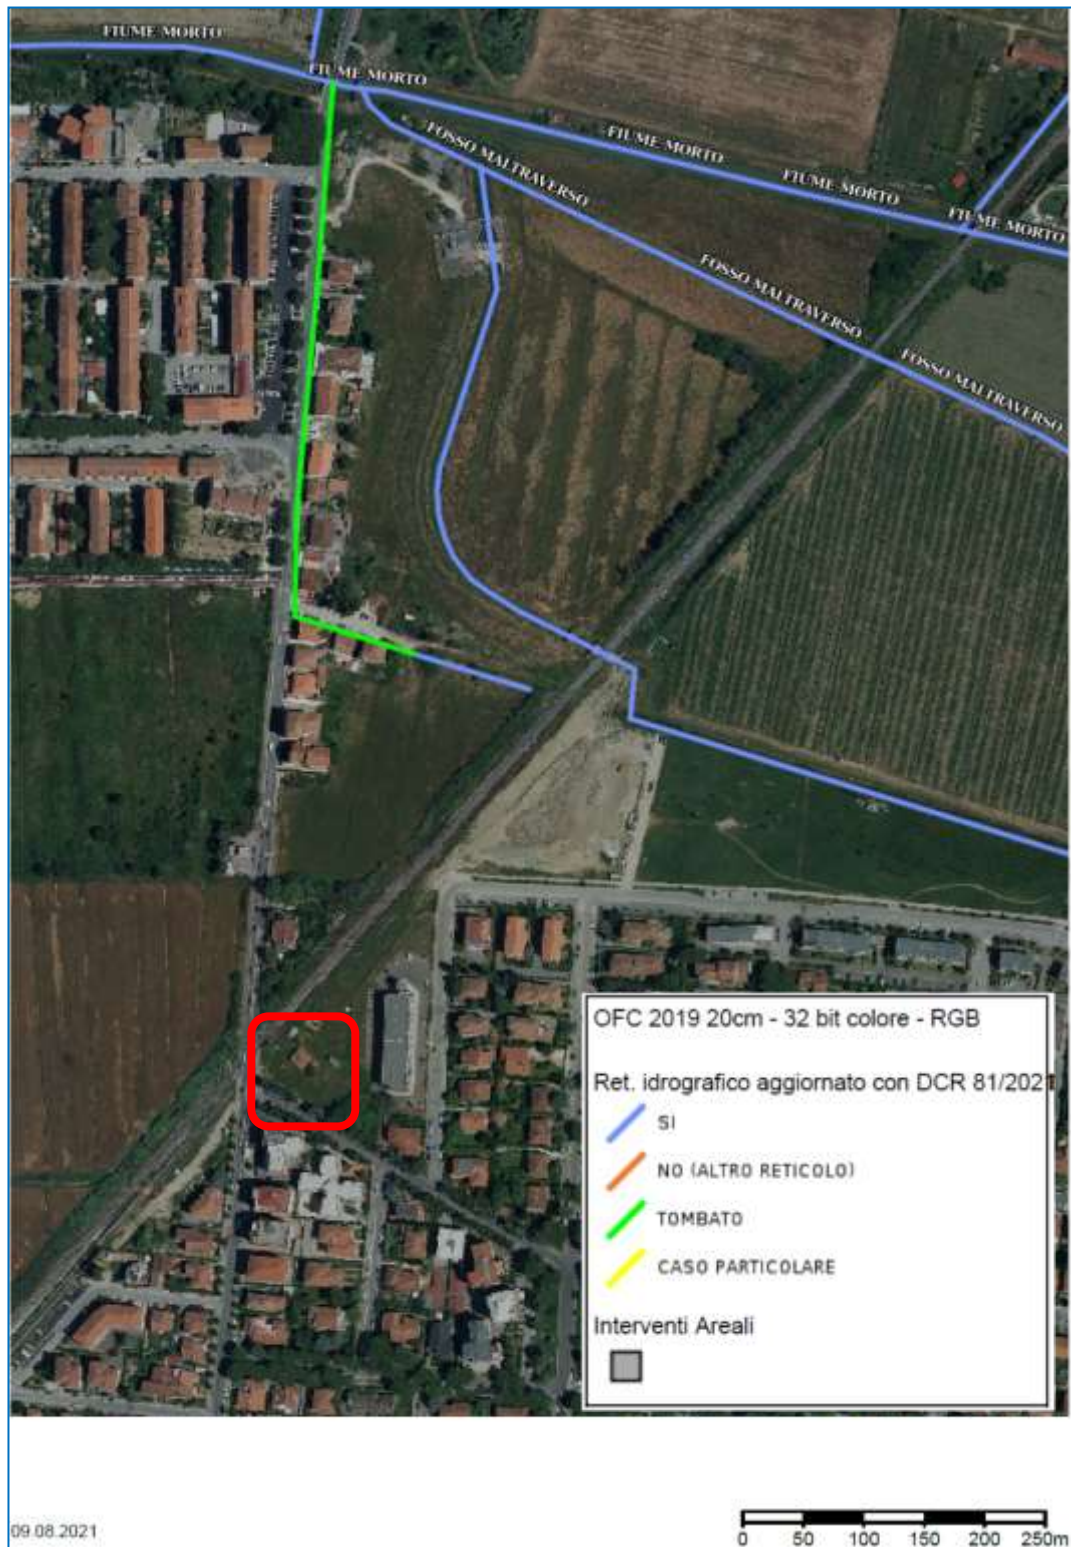 FIUME MORTO
FIUME MORTO
FIUME MORTO
FOSSO MALTRAVERSO
FIUME MORTO
FIUME MORTO
FOSSO MALTRAVERSO
FOSSO MALTRAVERSO
OFC 2019 20cm - 32 bit colore - RGB
Ret. idrografico aggiornato con DCR 81/2021
SI
NO (ALTRO RETICOLO)
TOMBATO
CASO PARTICOLARE
Interventi Areali
09.08.2021
0 50 100 150 200 250m